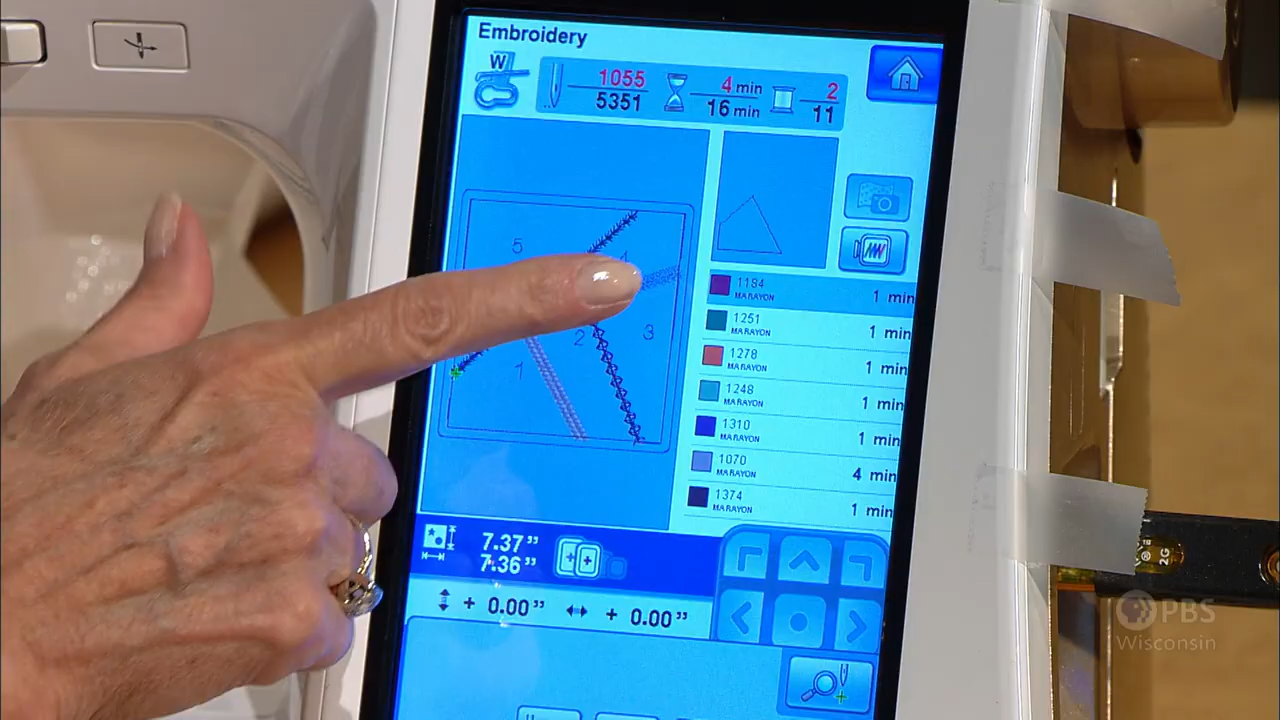 Embroidery
W
1055
5351
4 min
16 min
2
11
5
1
2
3
1184
MA RAYON
1 min
1251
MA RAYON
1 min
1278
MA RAYON
1 min
1248
MA RAYON
1 min
1310
MA RAYON
1 min
1070
MA RAYON
4 min
1374
MA RAYON
1 min
7.37"
7.36"
+ 0.00" + 0.00"
2G
PBS
Wisconsin